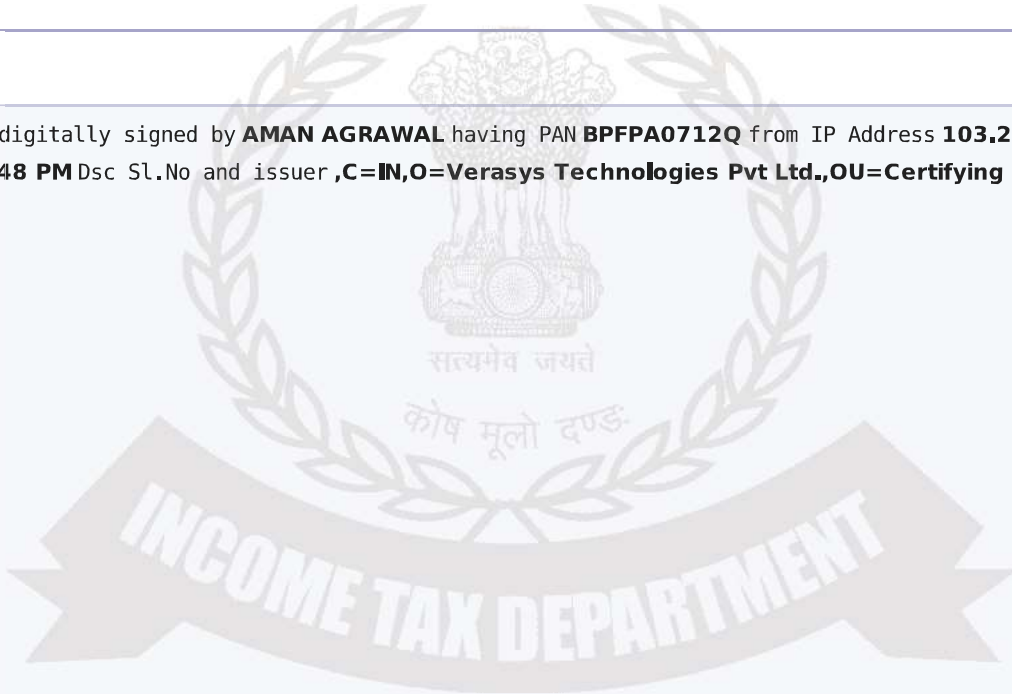 digitally signed by AMAN AGRAWAL having PAN BPFPA0712Q from IP Address 103.2
48 PM Dsc Sl.No and issuer ,C=IN,O=Verasys Technologies Pvt Ltd.,OU=Certifying
सत्यमेव जयते
कोष मूलो दण्डः
INCOME TAX DEPARTMENT